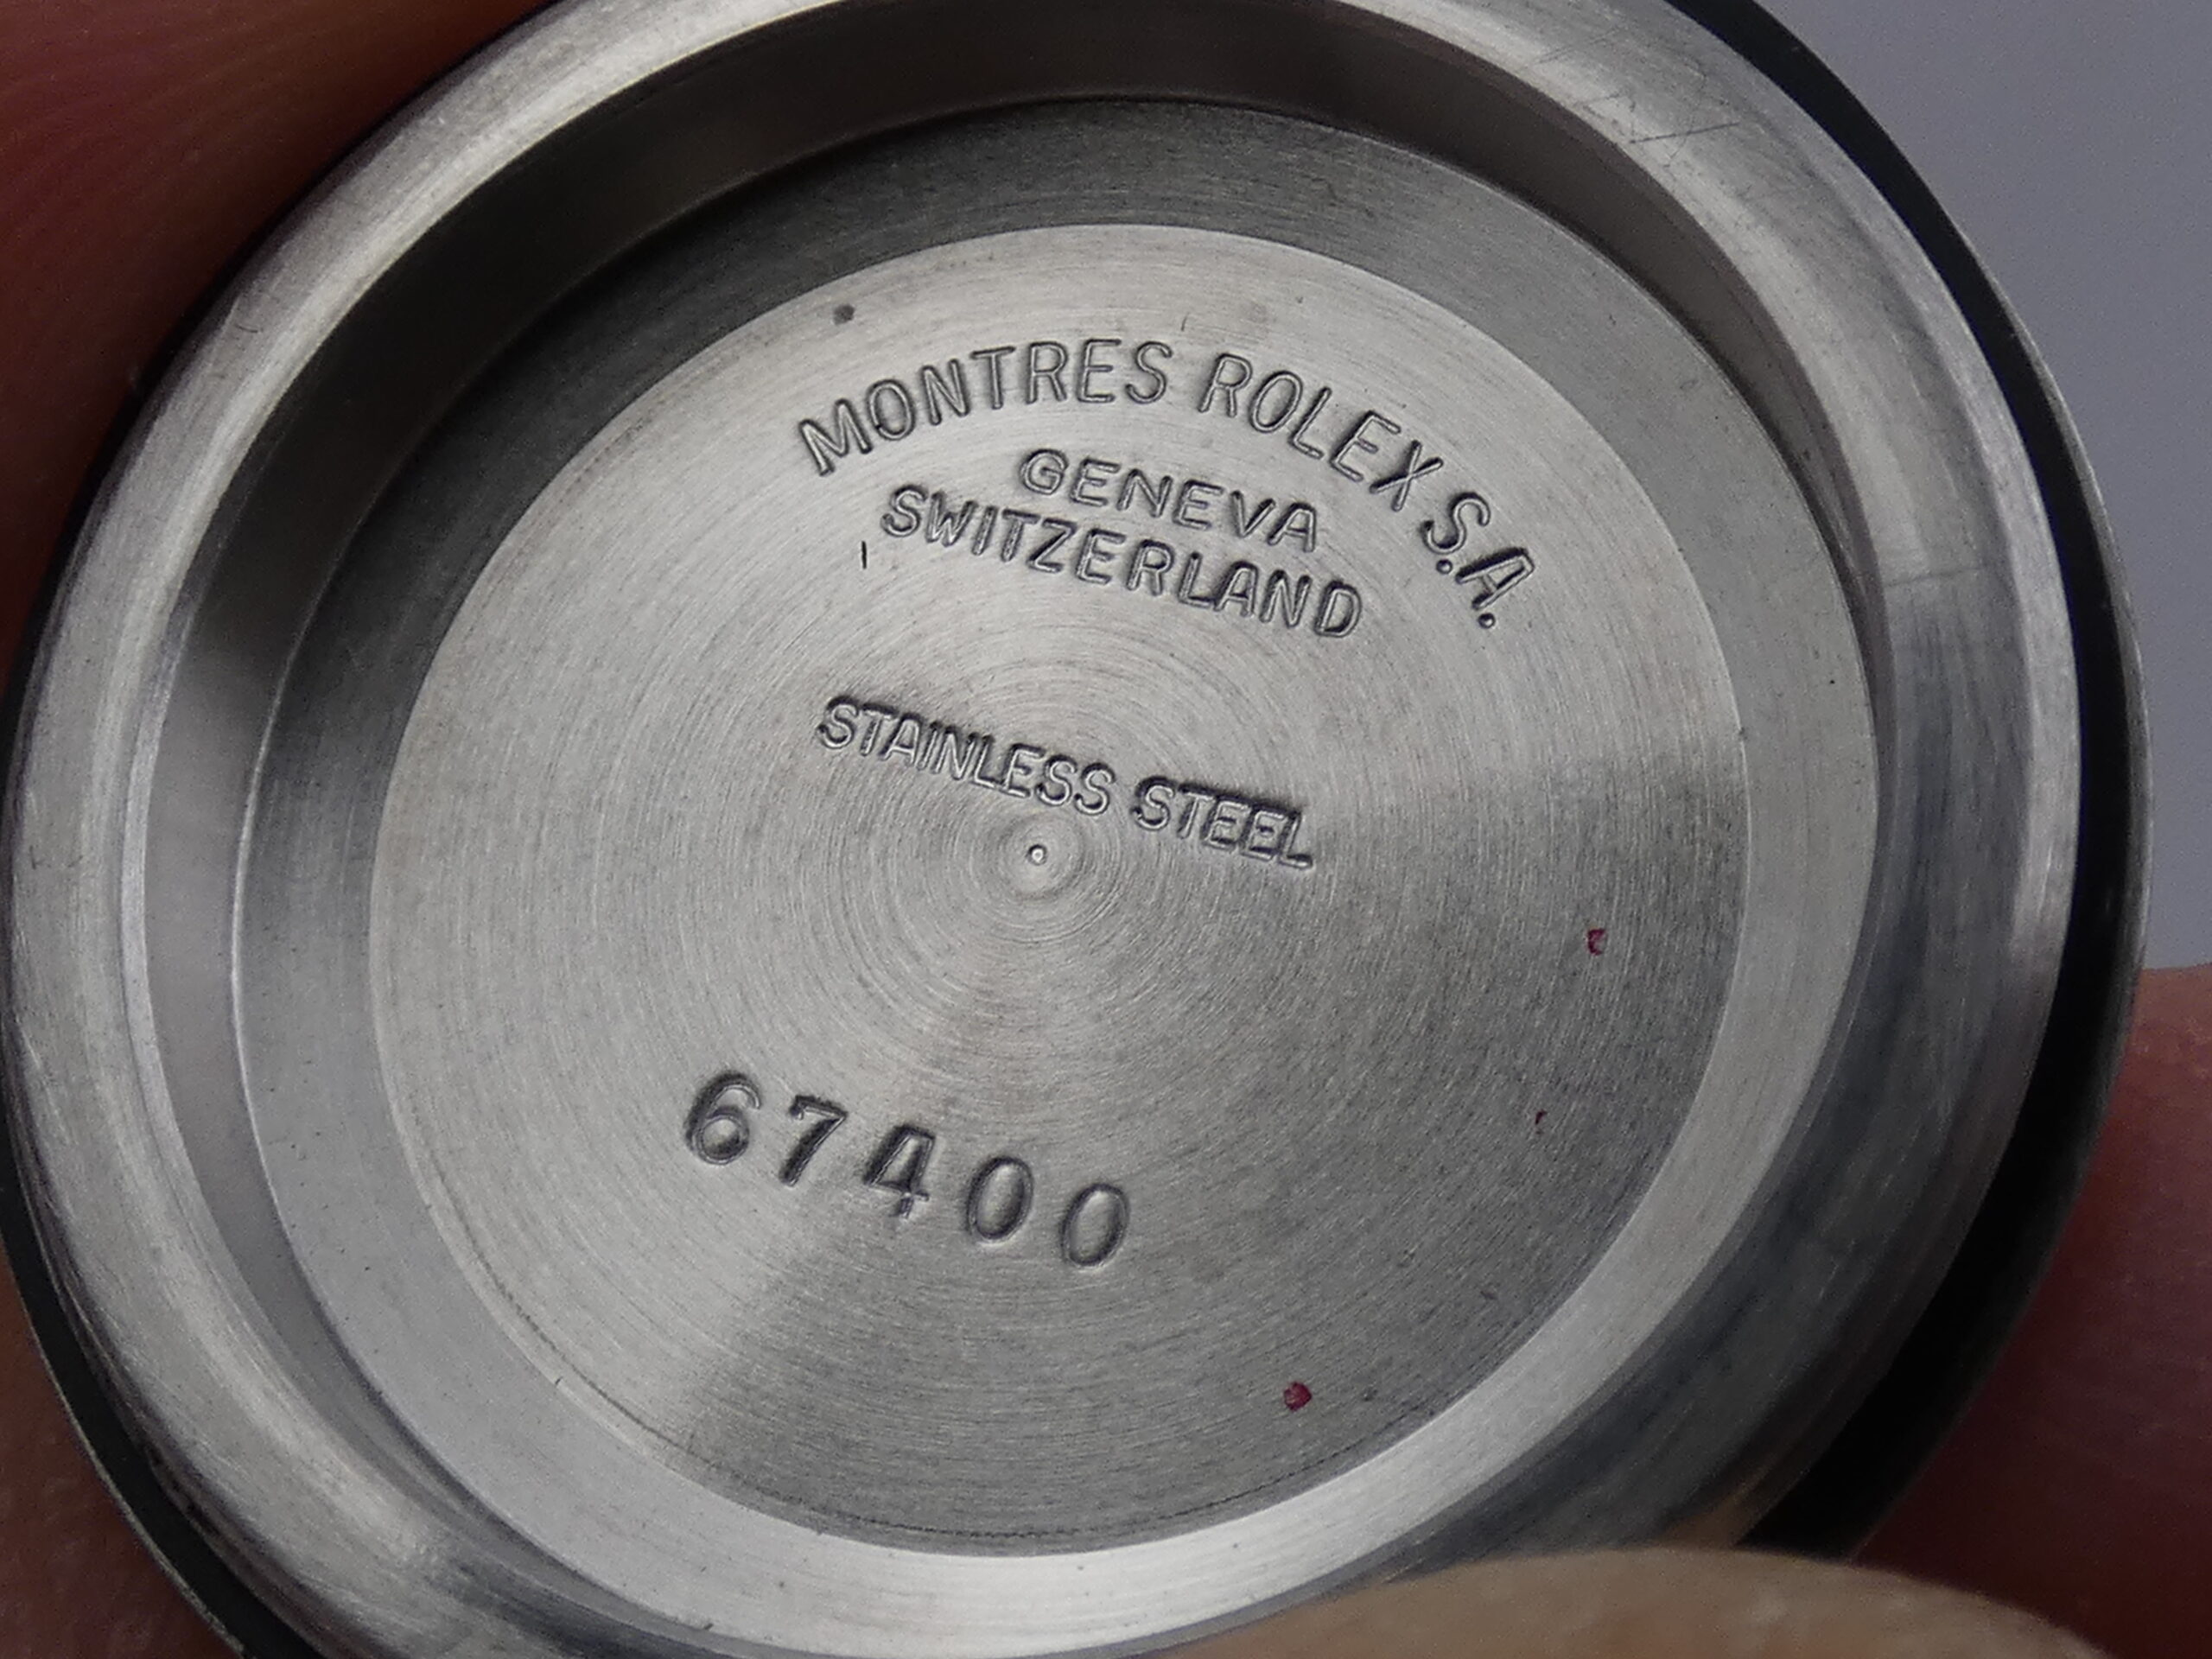 MONTRES ROLEX S.A.
GENEVA
SWITZERLAND
STAINLESS STEEL
67400